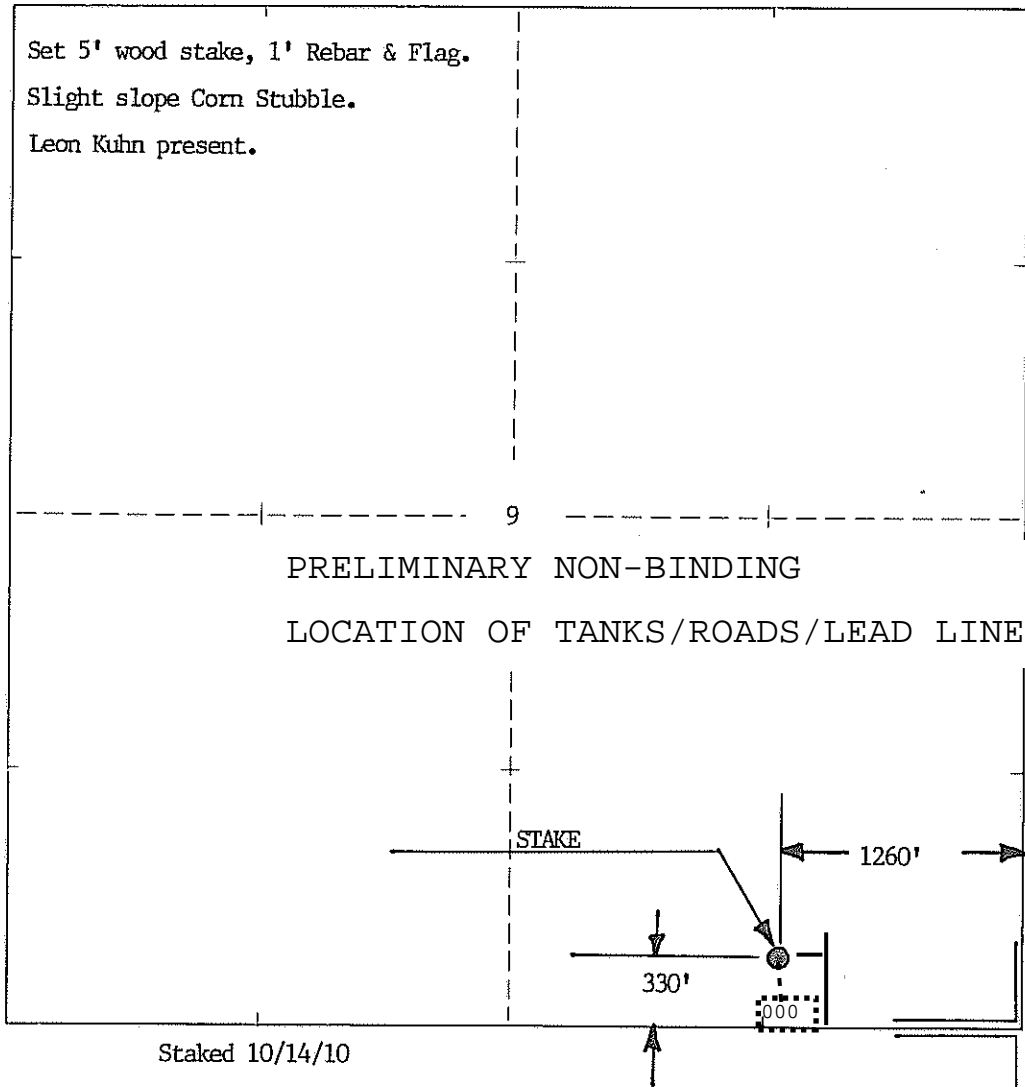 Set 5' wood stake, 1' Rebar & Flag.
Slight slope Corn Stubble.
Leon Kuhn present.
9
PRELIMINARY NON-BINDING
LOCATION OF TANKS/ROADS/LEAD LINE
STAKE
1260'
330'
000
Staked 10/14/10